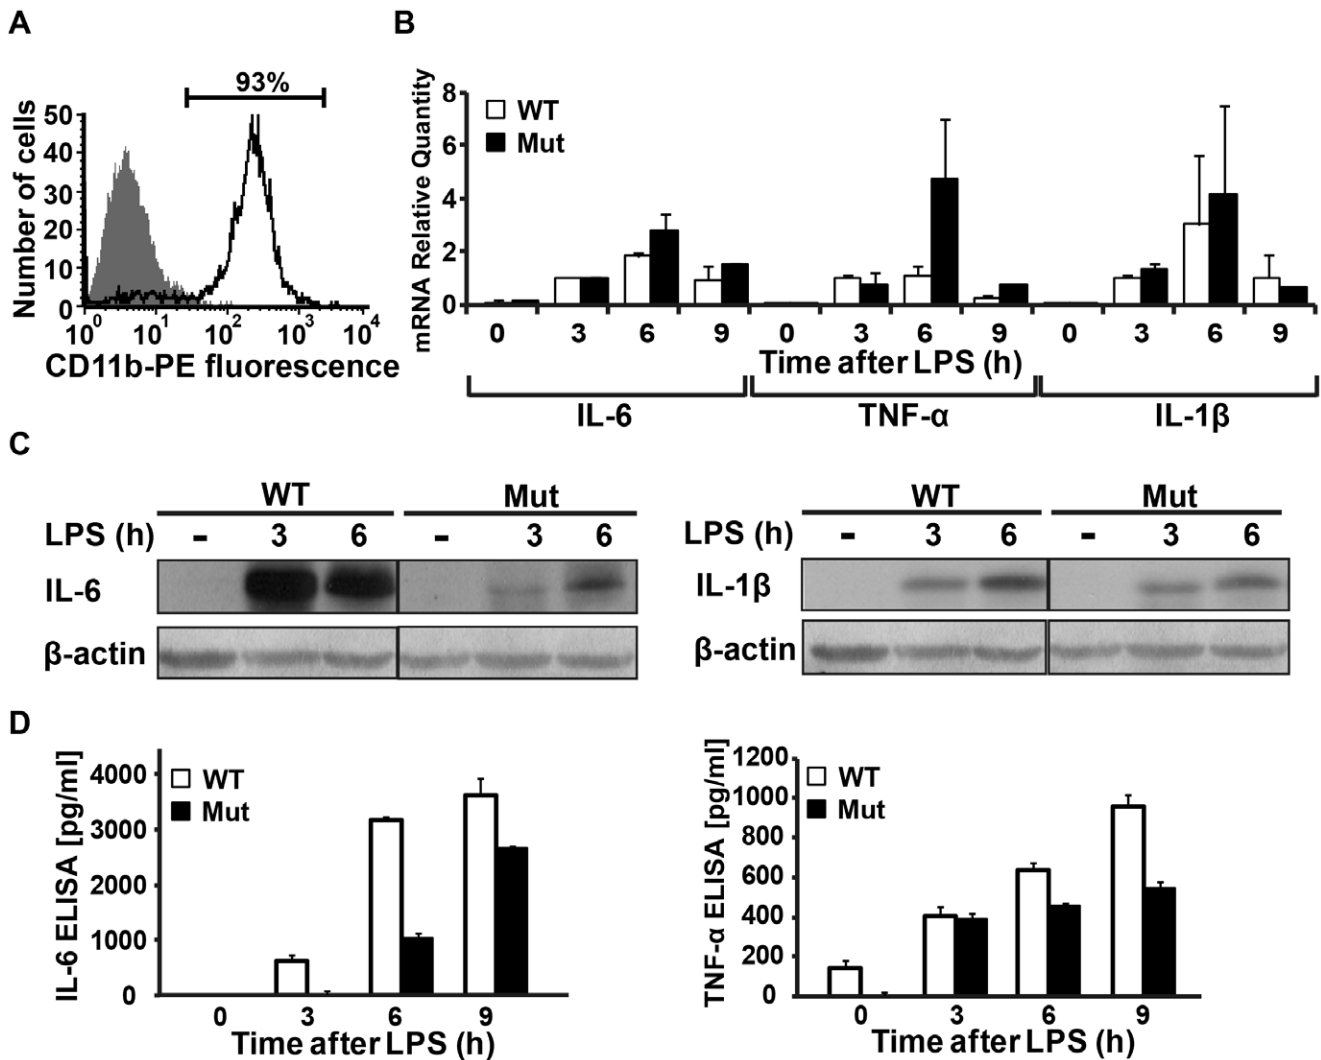 A
93%
Number of cells
50
40
30
20
10
0
10⁰ 10¹ 10² 10³ 10⁴
CD11b-PE fluorescence
B
mRNA Relative Quantity
8
6
4
2
0
WT
Mut
0 3 6 9 0 3 6 9 0 3 6 9
Time after LPS (h)
IL-6 TNF-α IL-1β
C
WT Mut
LPS (h) - 3 6 - 3 6
IL-6
β-actin
WT Mut
LPS (h) - 3 6 - 3 6
IL-1β
β-actin
D
IL-6 ELISA [pg/ml]
4000
3000
2000
1000
0
WT
Mut
0 3 6 9
Time after LPS (h)
TNF-α ELISA [pg/ml]
1200
1000
800
600
400
200
0
WT
Mut
0 3 6 9
Time after LPS (h)